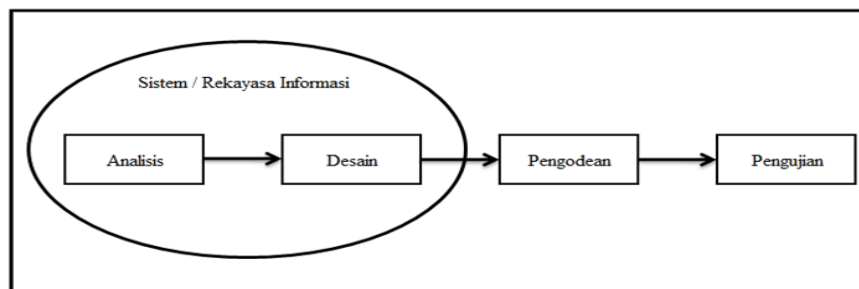 Sistem / Rekayasa Informasi
Analisis
Desain
Pengodean
Pengujian